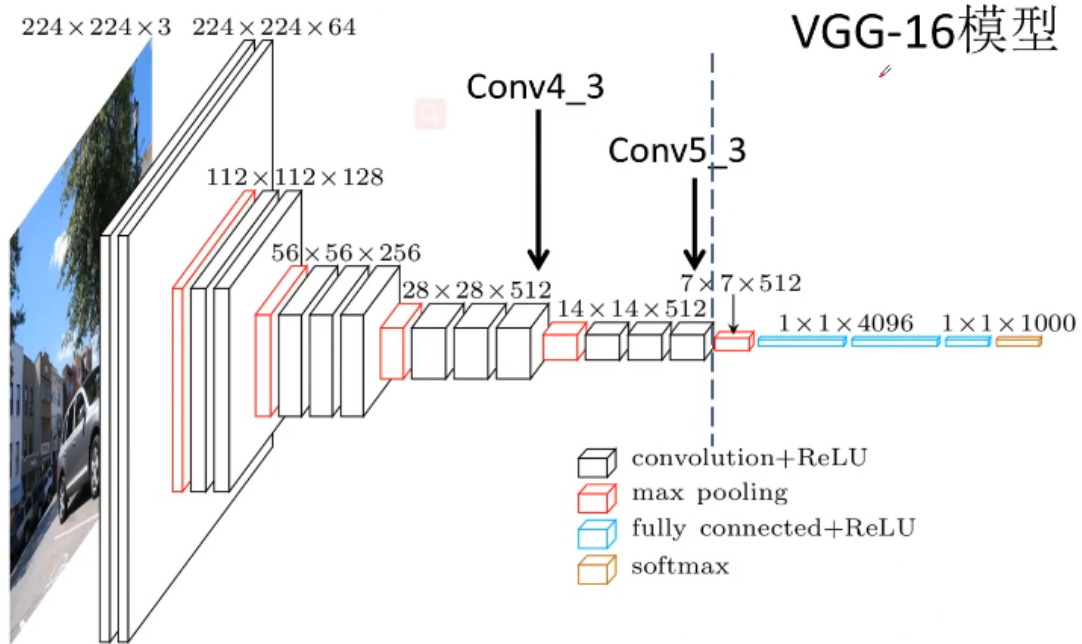 VGG-16模型
224×224×3
224×224×64
Conv4_3
Conv5_3
112×112×128
56×56×256
28×28×512
14×14×512
7×7×512
1×1×4096
1×1×1000
convolution+ReLU
max pooling
fully connected+ReLU
softmax